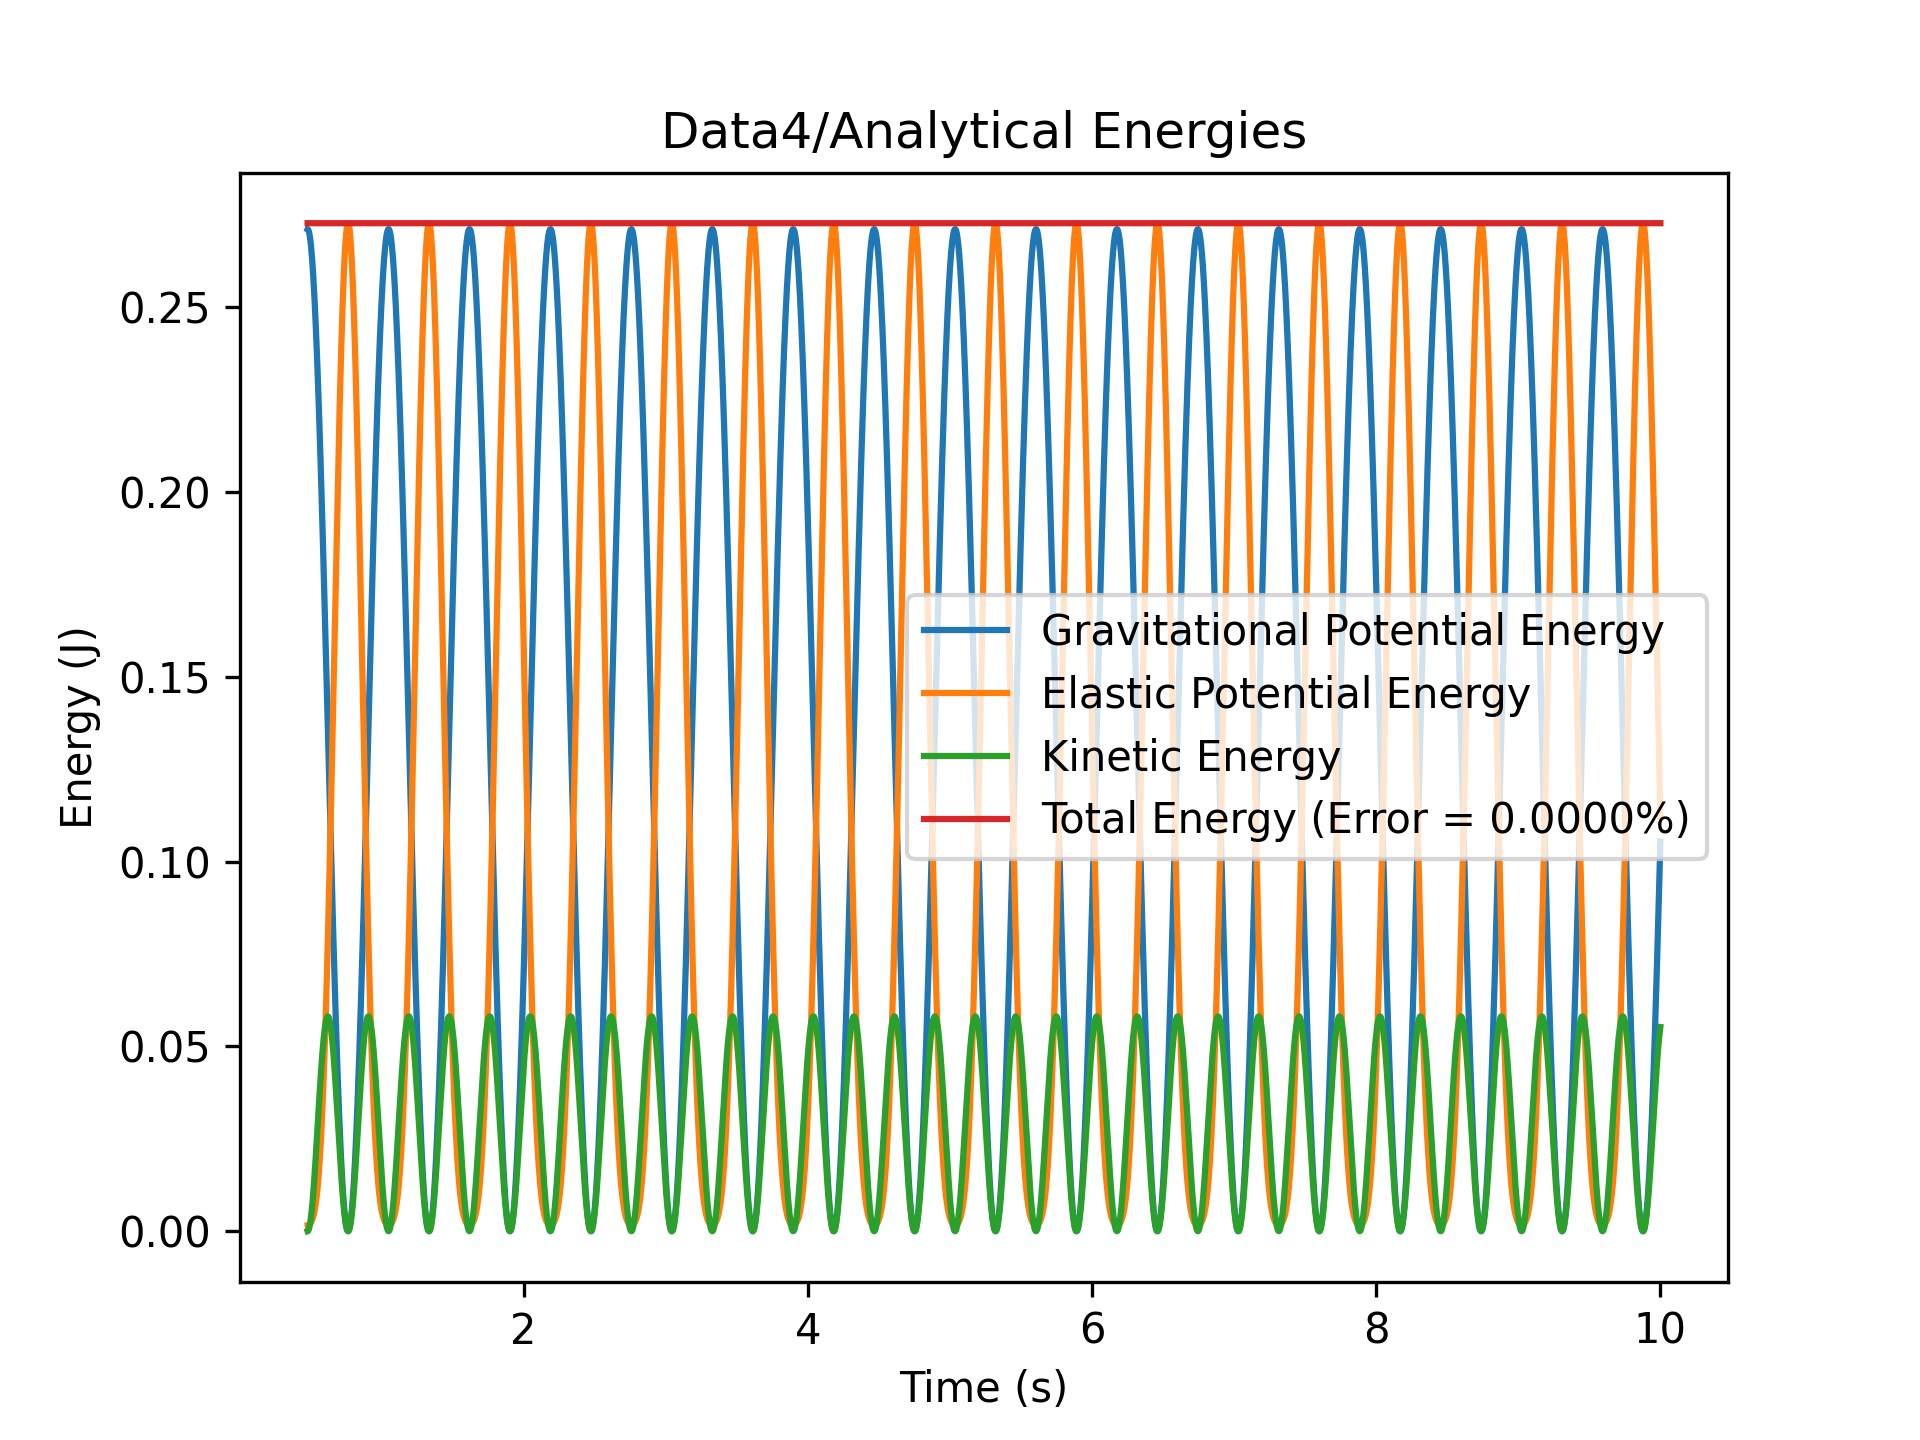 Data4/Analytical Energies
Energy (J)
0.25
0.20
0.15
0.10
0.05
0.00
Gravitational Potential Energy
Elastic Potential Energy
Kinetic Energy
Total Energy (Error = 0.0000%)
2 4 6 8 10
Time (s)